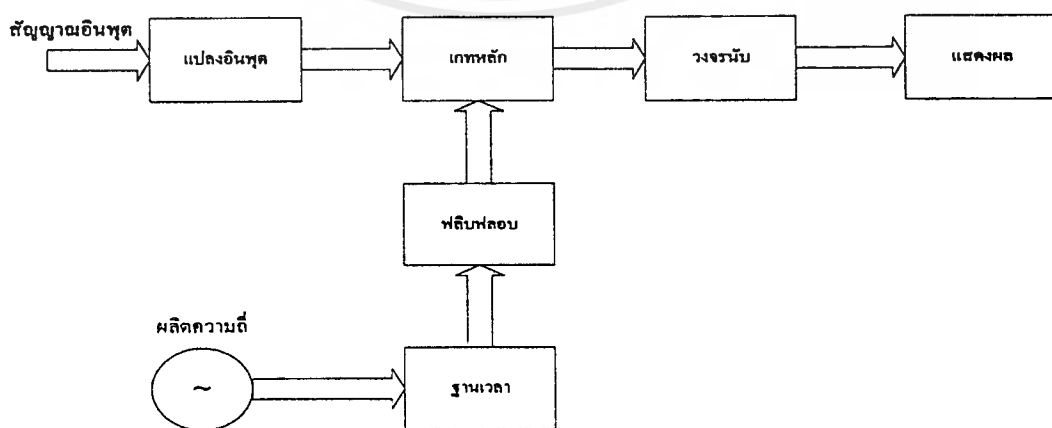 สัญญาณอินพุต
แปลงอินพุต
เกทหลัก
วงจรนับ
แสดงผล
ฟลิบฟลอบ
ผลิตความถี่
~
ฐานเวลา